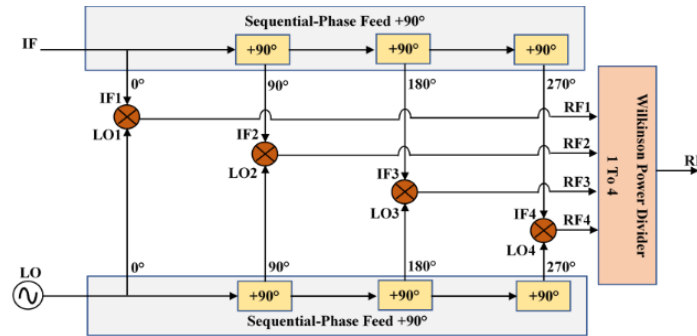 Sequential-Phase Feed +90°
IF
+90°
+90°
+90°
0°
90°
180°
270°
IF1
LO1
RF1
IF2
LO2
RF2
IF3
LO3
RF3
IF4
LO4
RF4
Wilkinson Power Divider
1 To 4
LO
0°
90°
180°
270°
+90°
+90°
+90°
Sequential-Phase Feed +90°